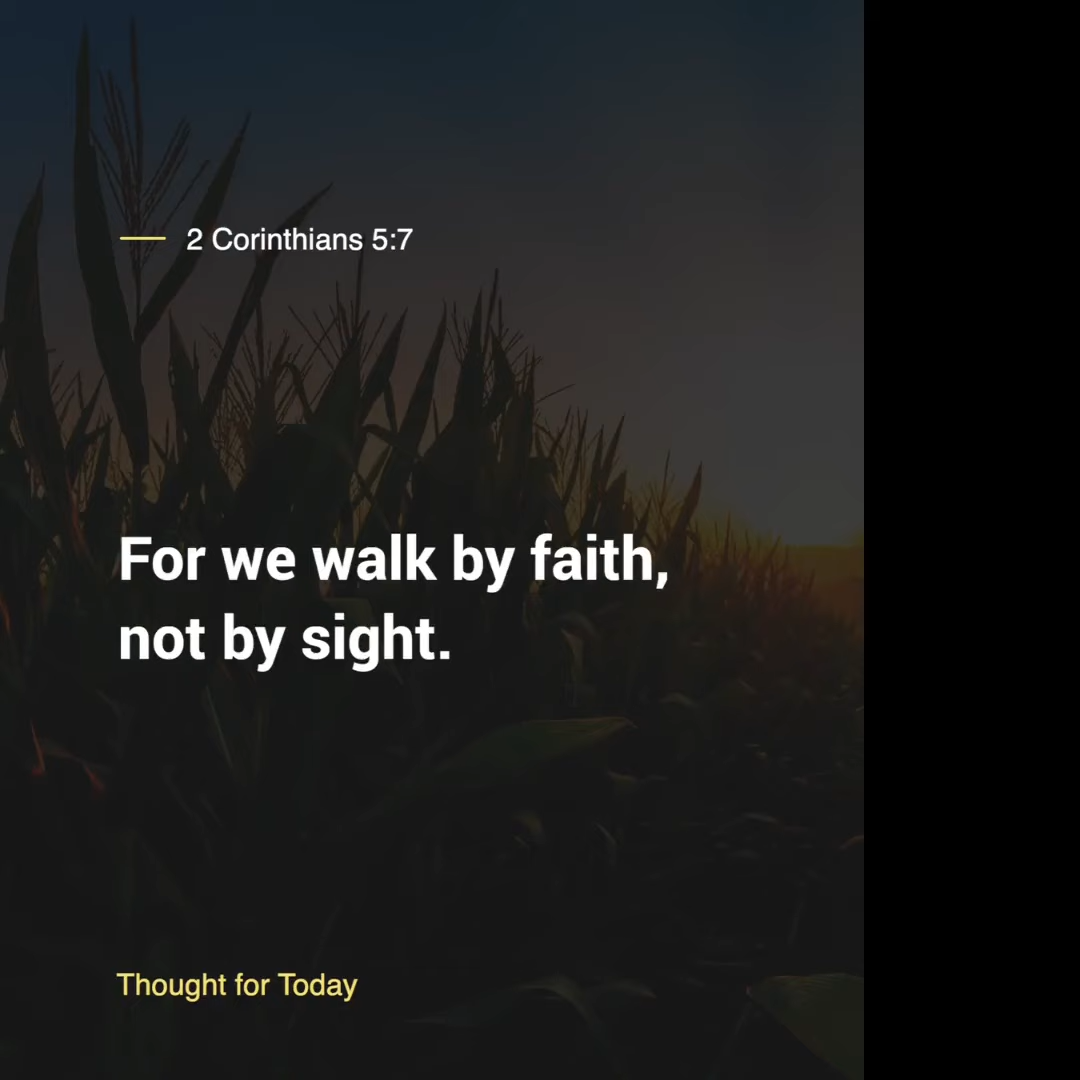 2 Corinthians 5:7
For we walk by faith,
not by sight.
Thought for Today